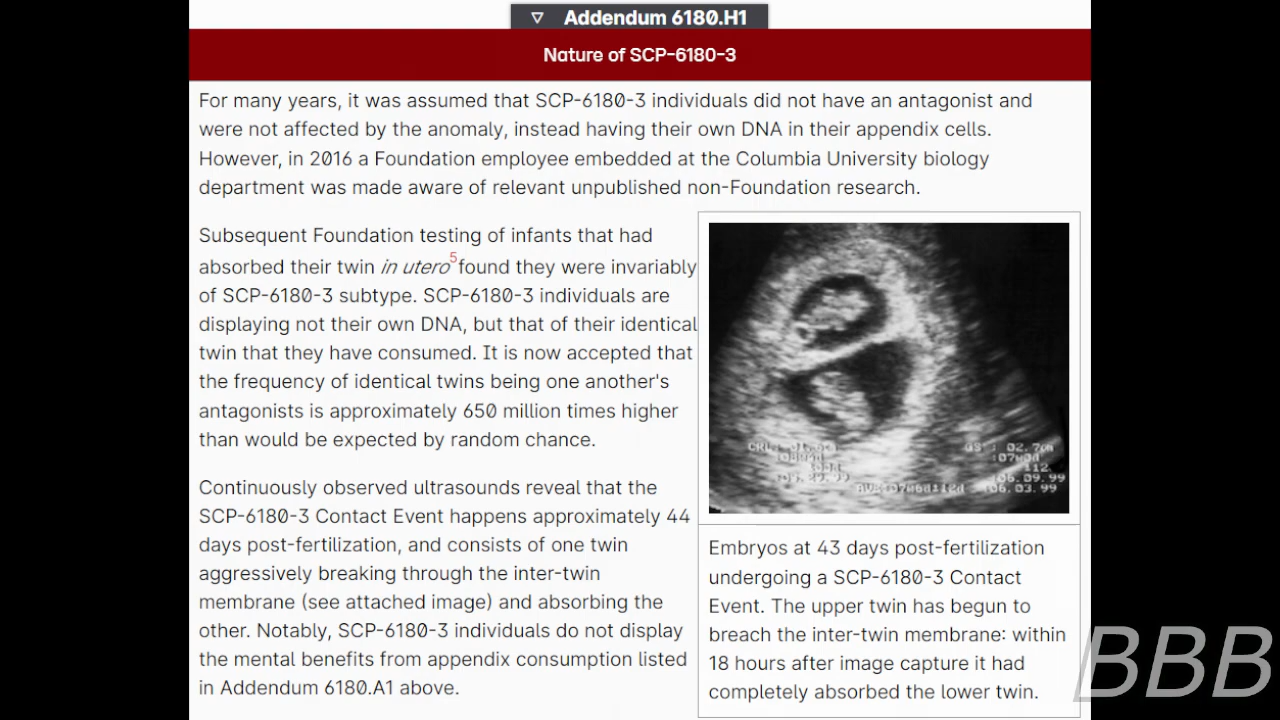 ▽ Addendum 6180.H1
Nature of SCP-6180-3
For many years, it was assumed that SCP-6180-3 individuals did not have an antagonist and
were not affected by the anomaly, instead having their own DNA in their appendix cells.
However, in 2016 a Foundation employee embedded at the Columbia University biology
department was made aware of relevant unpublished non-Foundation research.
Subsequent Foundation testing of infants that had
absorbed their twin in utero5found they were invariably
of SCP-6180-3 subtype. SCP-6180-3 individuals are
displaying not their own DNA, but that of their identical
twin that they have consumed. It is now accepted that
the frequency of identical twins being one another's
antagonists is approximately 650 million times higher
than would be expected by random chance.
Continuously observed ultrasounds reveal that the
SCP-6180-3 Contact Event happens approximately 44
days post-fertilization, and consists of one twin
aggressively breaking through the inter-twin
membrane (see attached image) and absorbing the
other. Notably, SCP-6180-3 individuals do not display
the mental benefits from appendix consumption listed
in Addendum 6180.A1 above.
02.7cm
112
06.09.99
06.03.99
Embryos at 43 days post-fertilization
undergoing a SCP-6180-3 Contact
Event. The upper twin has begun to
breach the inter-twin membrane: within
18 hours after image capture it had
completely absorbed the lower twin.
BBB